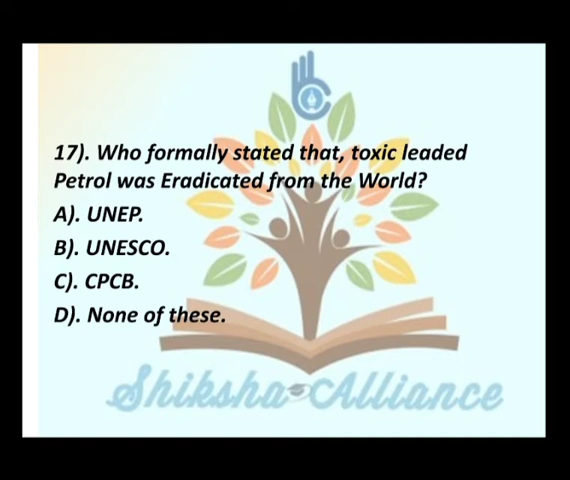 17). Who formally stated that, toxic leaded
Petrol was Eradicated from the World?
A). UNEP.
B). UNESCO.
C). CPCB.
D). None of these.
Shiksha Alliance